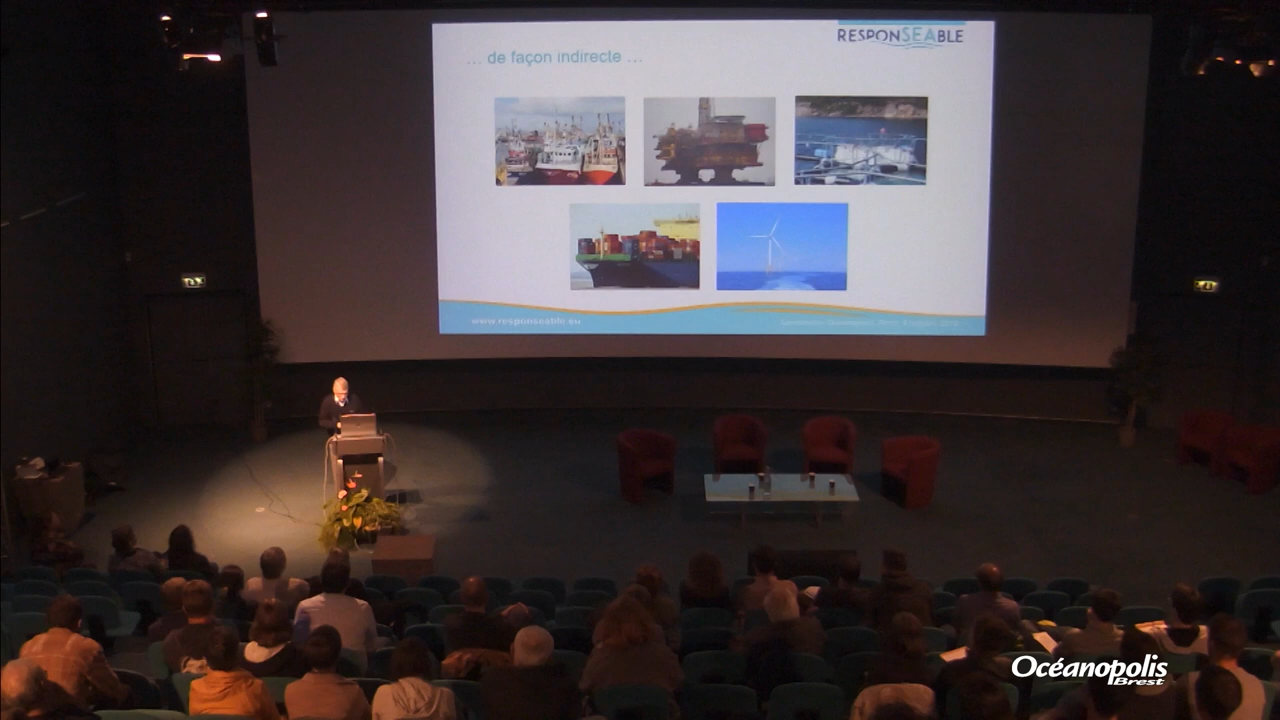 RESPONSEABLE
... de façon indirecte ...
www.responseable.eu
Océanopolis
Brest